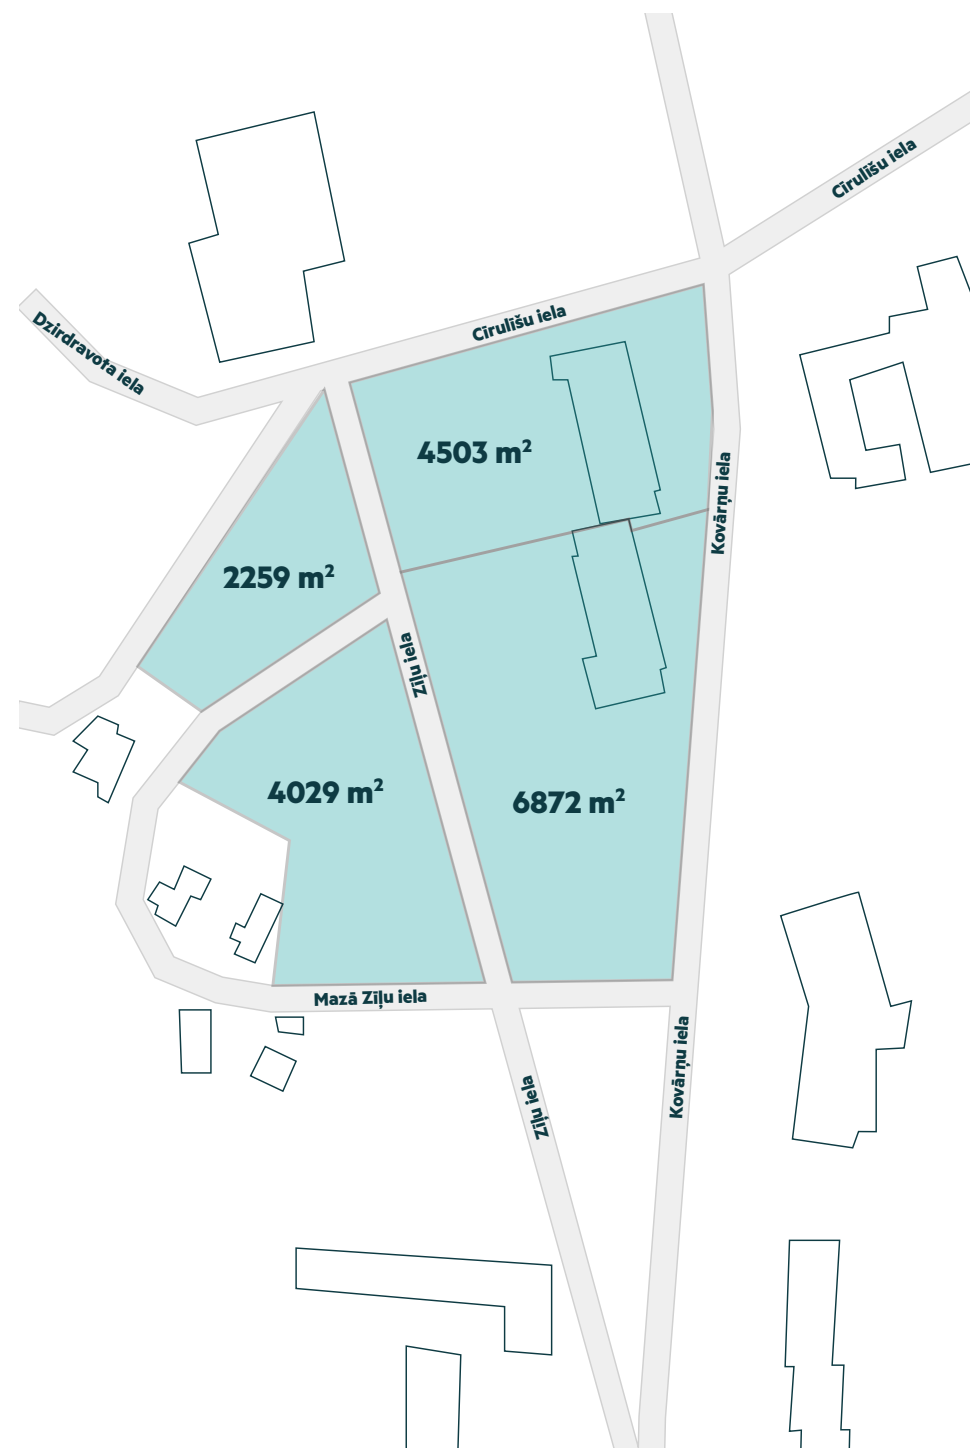 Cīrulīšu iela
Dzirdravota iela
Cīrulīšu iela
4503 m²
Kovārņu iela
2259 m²
Zīļu iela
4029 m²
6872 m²
Mazā Zīļu iela
Kovārņu iela
Zīļu iela